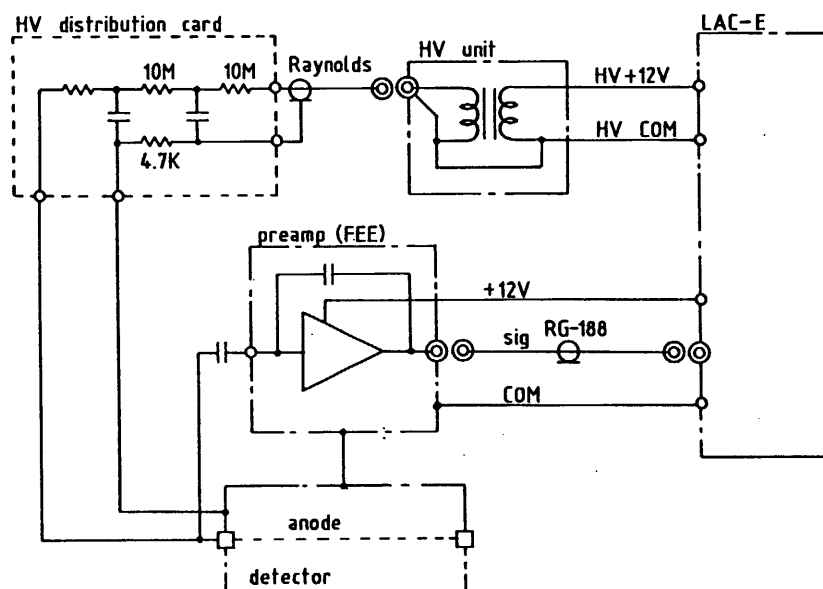 HV distribution card
LAC-E
HV unit
Raynolds
10M
10M
HV+12V
HV COM
4.7K
preamp (FEE)
+12V
sig
RG-188
COM
anode
detector